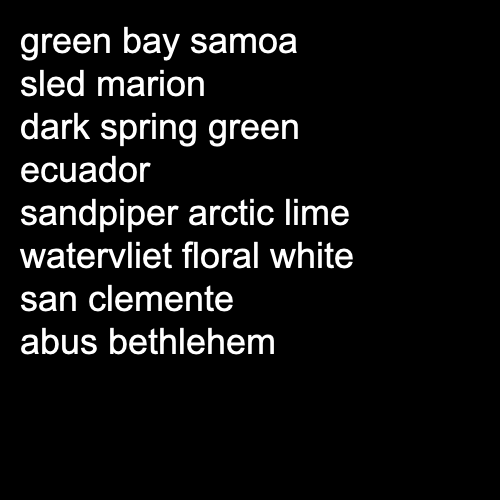 green bay samoa
sled marion
dark spring green
ecuador
sandpiper arctic lime
watervliet floral white
san clemente
abus bethlehem